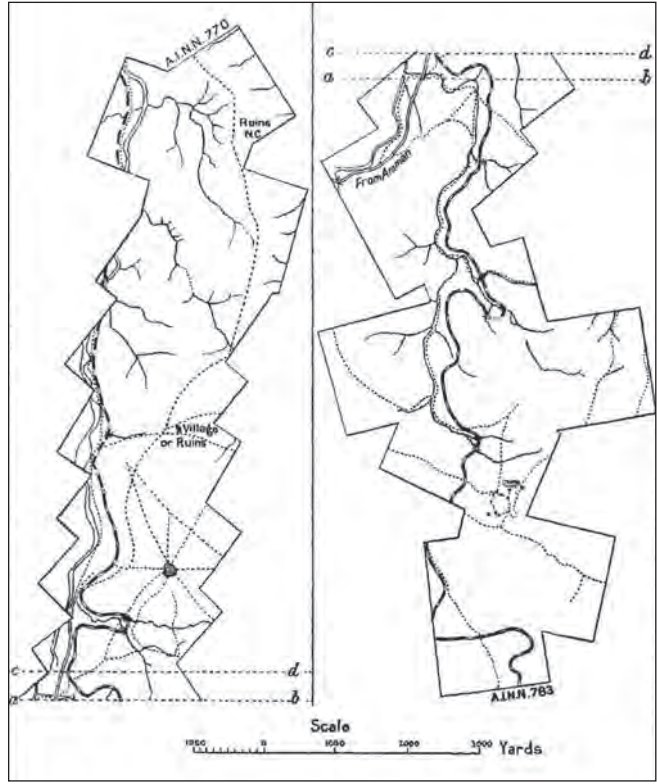 A.I.N.N. 770
Ruins
N.C.
Village
or Ruins
c d
a b
c d
a b
From Amman
A.I.N.N. 783
Scale
1000 0 1000 2000 3000 Yards